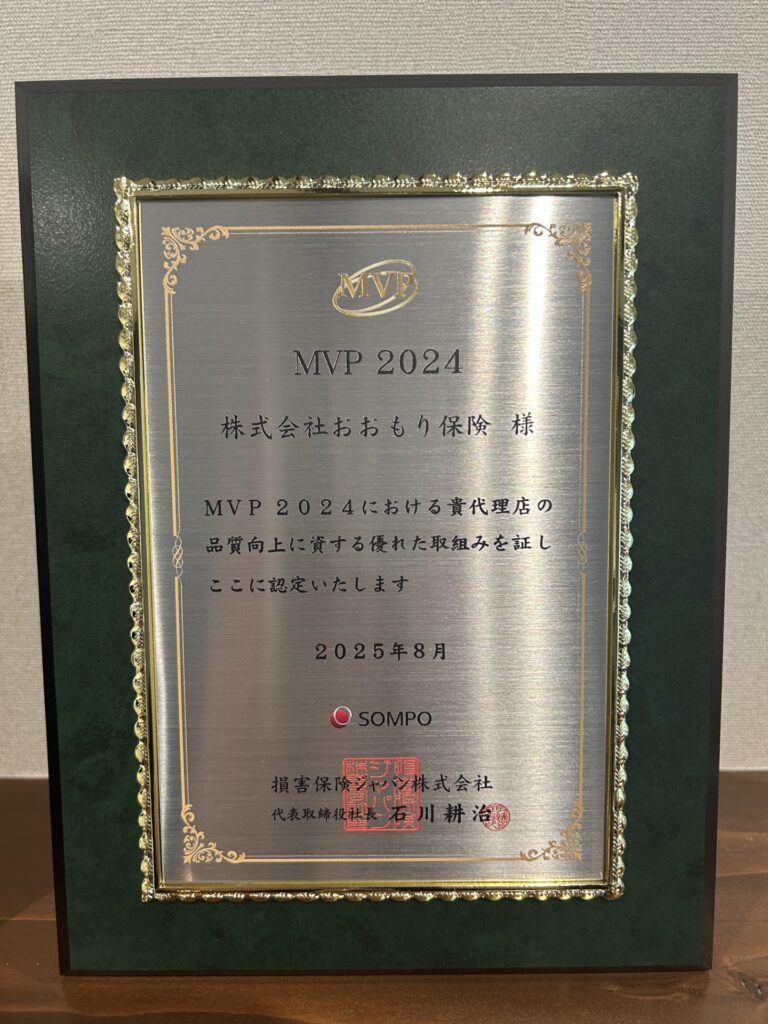 MVP
MVP 2024
株式会社おおもり保険 様
MVP 2024における貴代理店の
品質向上に資する優れた取組みを証し
ここに認定いたします
2025年8月
SOMPO
損害保険ジャパン株式会社
代表取締役社長 石川耕治